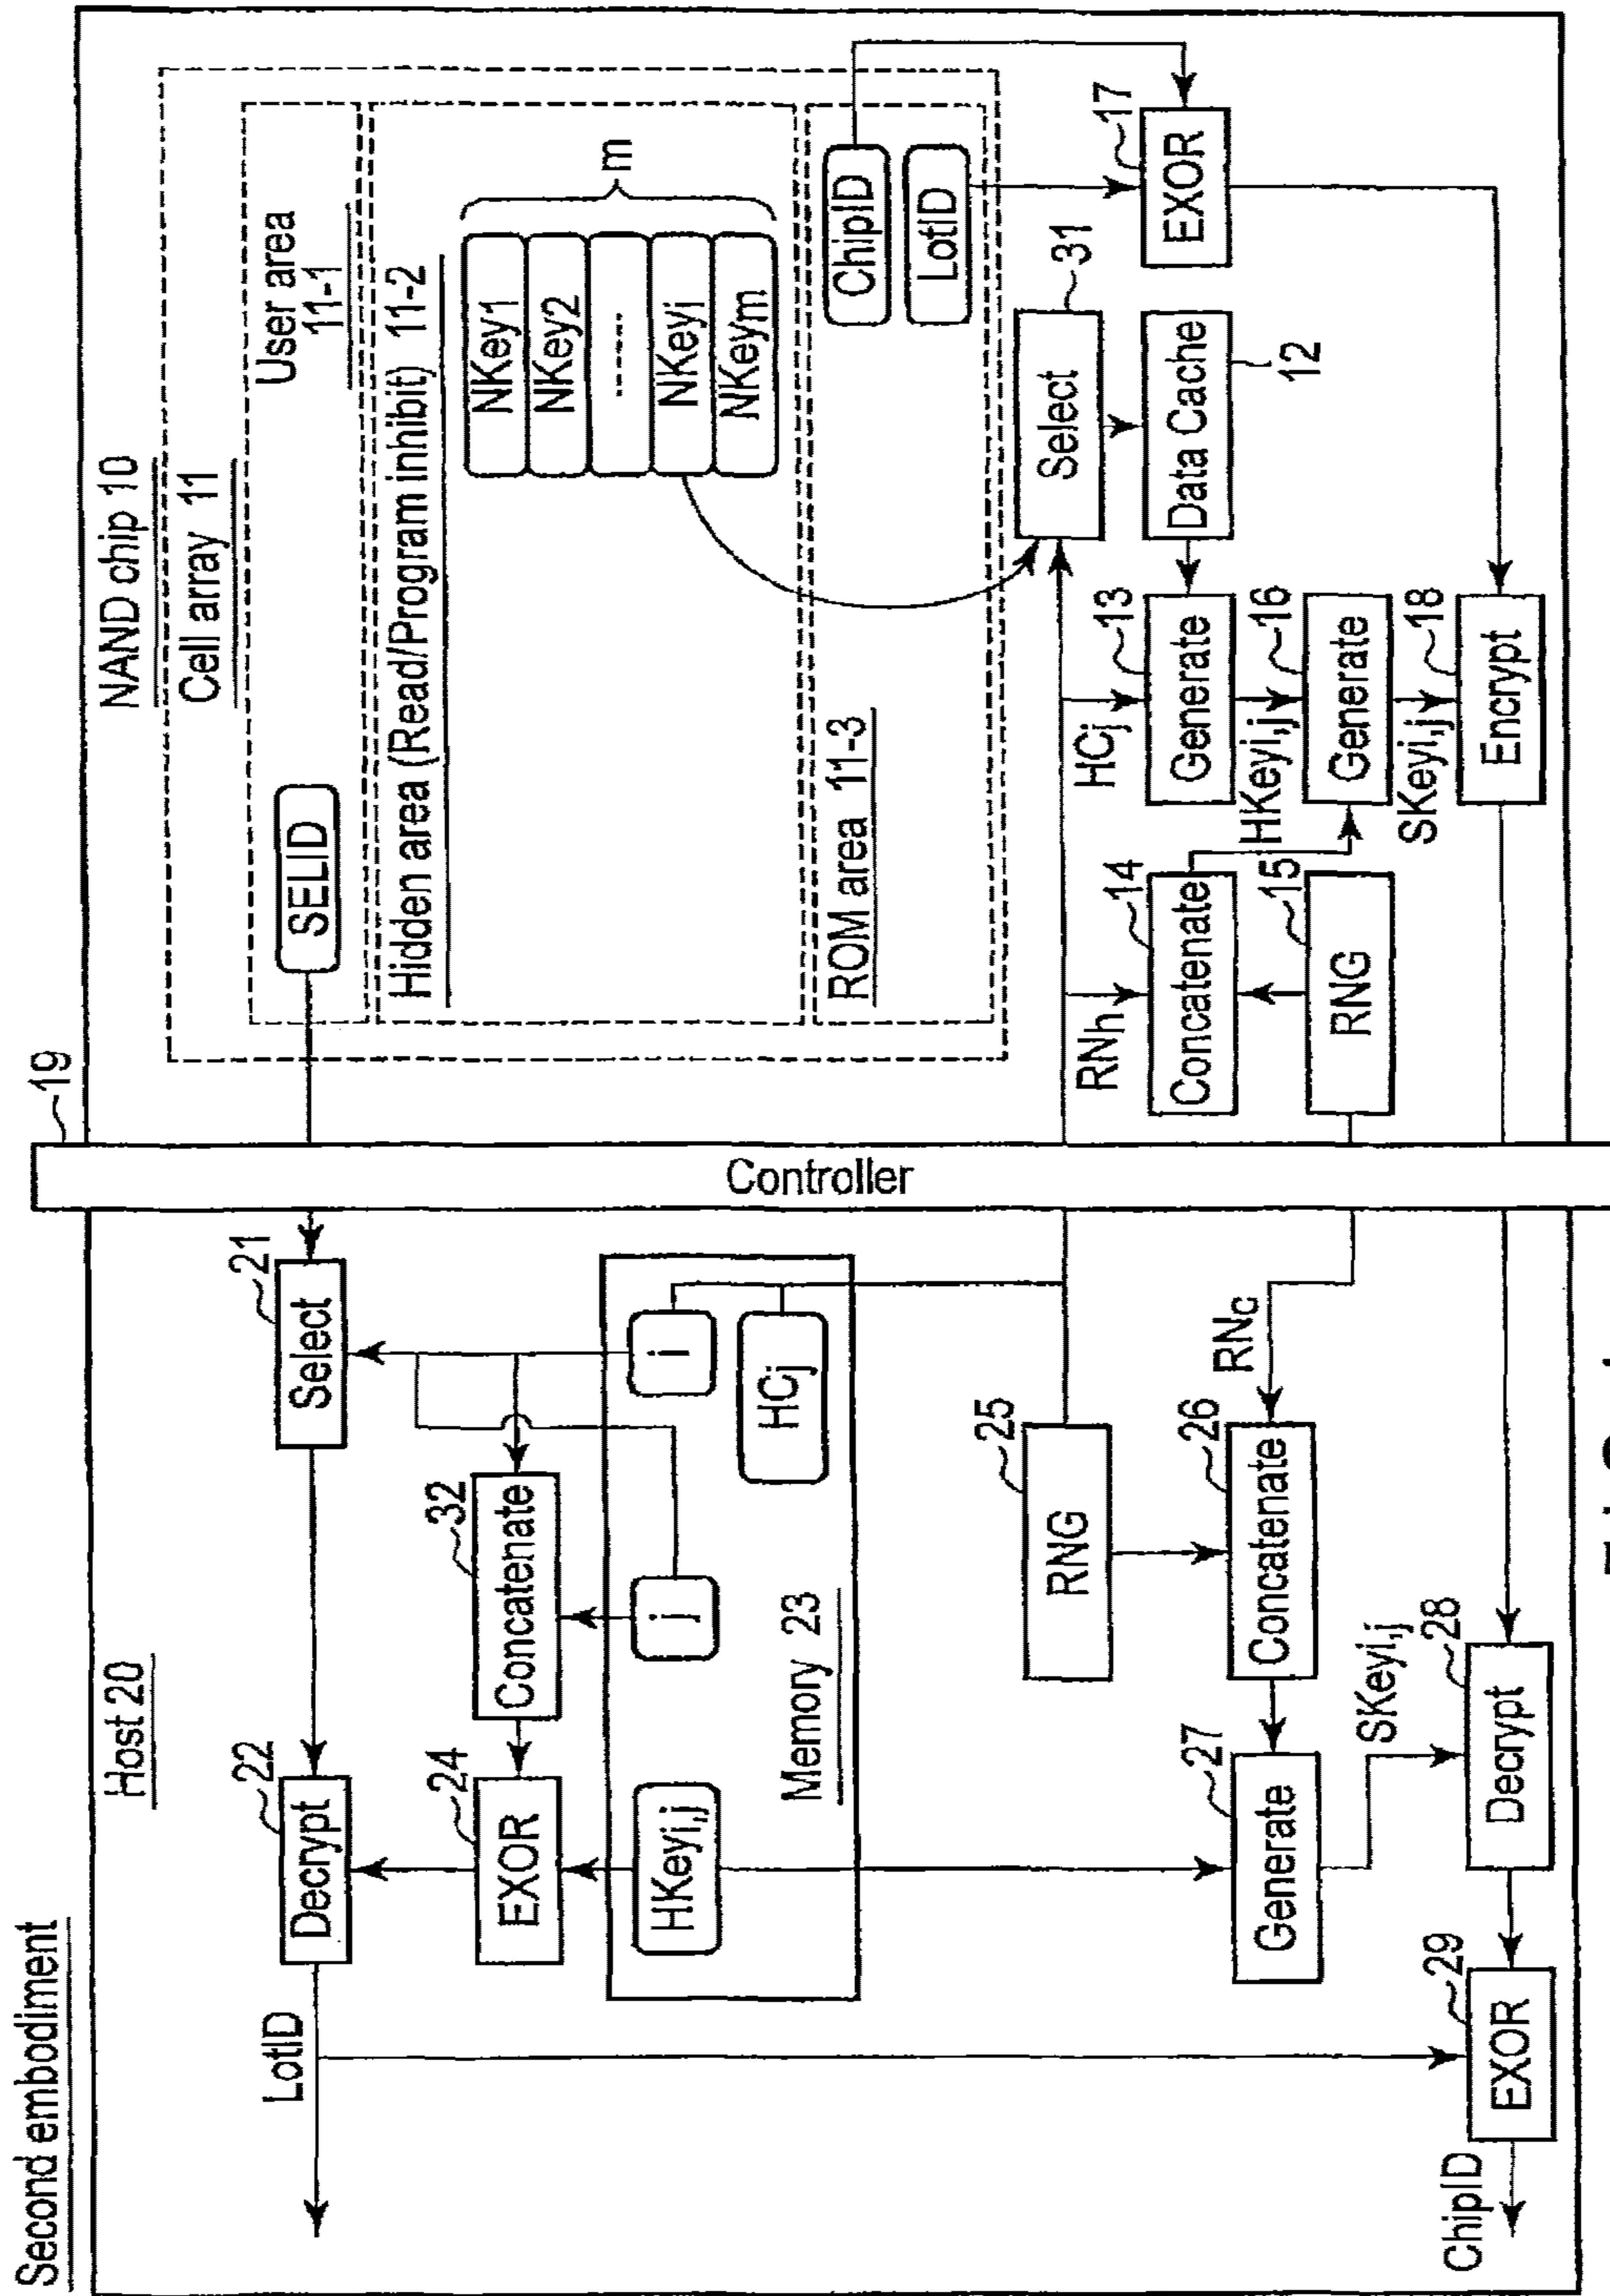 Second embodiment
Host 20
NAND chip 10
Cell array 11
User area
11-1
SELID
Hidden area (Read/Program inhibit) 11-2
NKey1
NKey2
------
NKeyi
NKeym
m
ROM area 11-3
ChipID
LotID
19
Controller
21
Select
22
Decrypt
LotID
32
Concatenate
24
EXOR
i
j
HCj
HKeyi,j
Memory 23
31
Select
Data Cache
12
17
EXOR
HCj
13
Generate
HKeyi,j
16
Generate
SKeyi,j
18
Encrypt
RNh
14
Concatenate
15
RNG
25
RNG
RNc
26
Concatenate
27
Generate
SKeyi,j
28
Decrypt
29
EXOR
ChipID